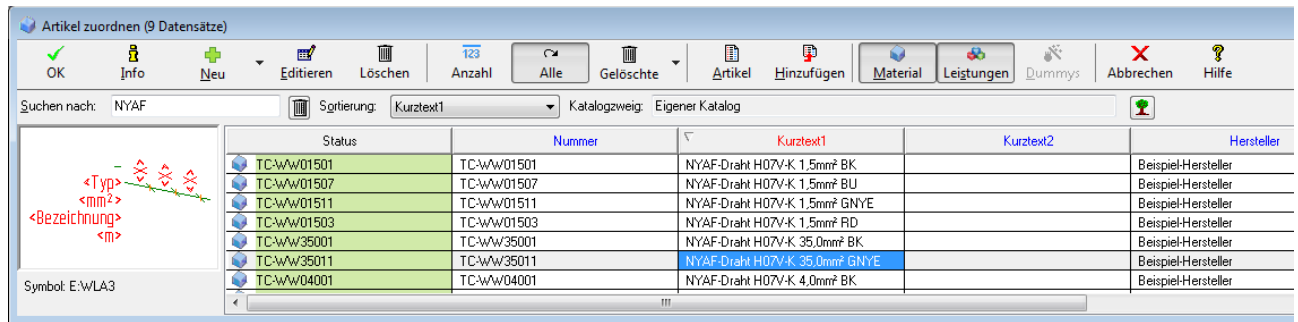 Artikel zuordnen (9 Datensätze)
OK Info Neu Editieren Löschen 123 Anzahl Alle Gelöschte Artikel Hinzufügen Material Leistungen Dummys Abbrechen Hilfe
Suchen nach: NYAF Sortierung: Kurztext1 Katalogzweig: Eigener Katalog
<Typ>
<mm²>
<Bezeichnung>
<m>
Symbol: E:WLA3
Status Nummer Kurztext1 Kurztext2 Hersteller
TC-WW01501 TC-WW01501 NYAF-Draht H07V-K 1,5mm² BK Beispiel-Hersteller
TC-WW01507 TC-WW01507 NYAF-Draht H07V-K 1,5mm² BU Beispiel-Hersteller
TC-WW01511 TC-WW01511 NYAF-Draht H07V-K 1,5mm² GNYE Beispiel-Hersteller
TC-WW01503 TC-WW01503 NYAF-Draht H07V-K 1,5mm² RD Beispiel-Hersteller
TC-WW35001 TC-WW35001 NYAF-Draht H07V-K 35,0mm² BK Beispiel-Hersteller
TC-WW35011 TC-WW35011 NYAF-Draht H07V-K 35,0mm² GNYE Beispiel-Hersteller
TC-WW04001 TC-WW04001 NYAF-Draht H07V-K 4,0mm² BK Beispiel-Hersteller